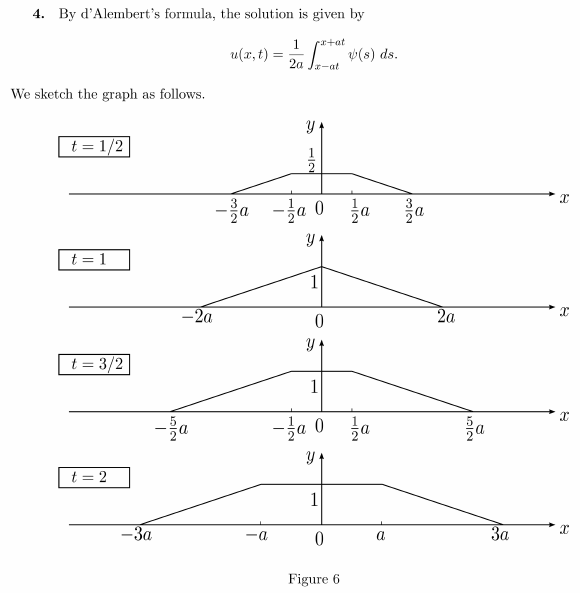 4. By d'Alembert's formula, the solution is given by
u(x, t) = \frac{1}{2a} \int_{x-at}^{x+at} ψ(s) ds.
We sketch the graph as follows.
t = 1/2
y
\frac{1}{2}
x
-\frac{3}{2}a -\frac{1}{2}a 0 \frac{1}{2}a \frac{3}{2}a
t = 1
y
1
x
-2a 0 2a
t = 3/2
y
1
x
-\frac{5}{2}a -\frac{1}{2}a 0 \frac{1}{2}a \frac{5}{2}a
t = 2
y
1
x
-3a -a 0 a 3a
Figure 6